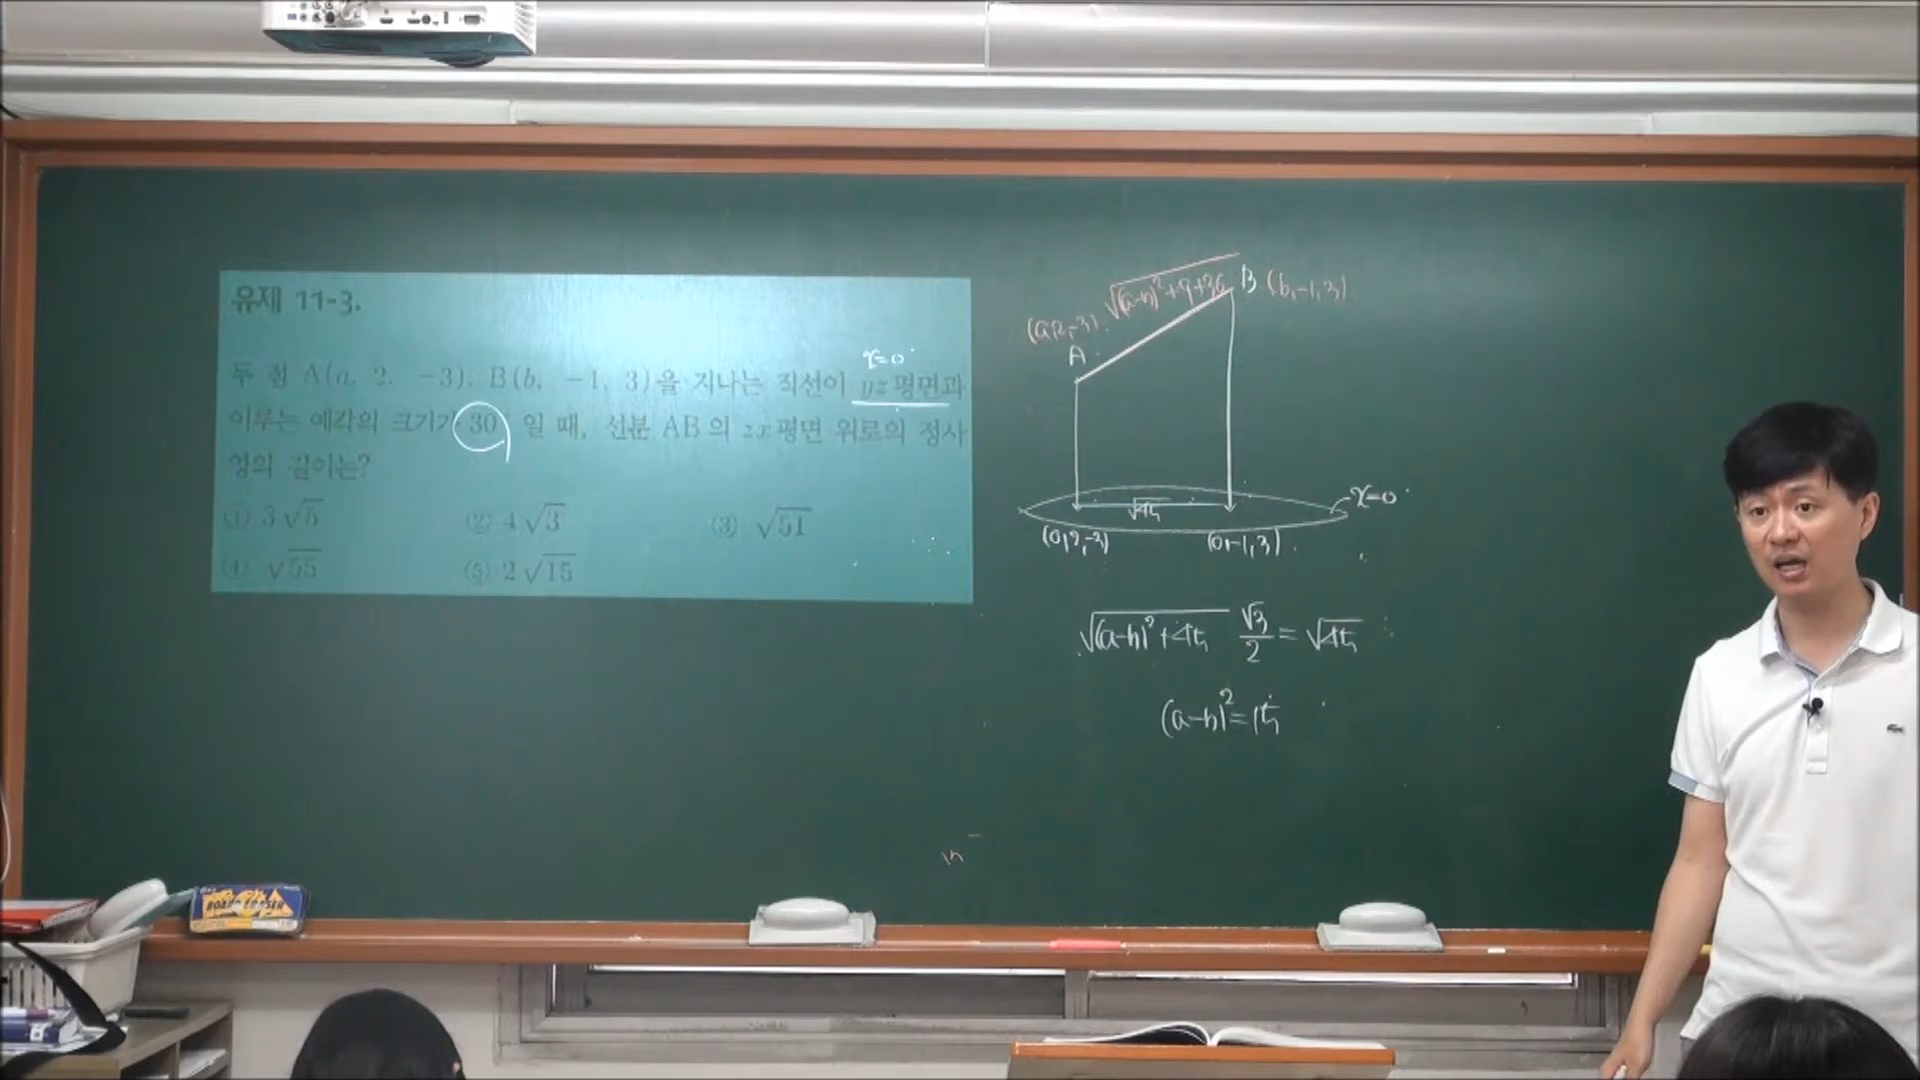 유제 11-3.
x=0
두 점 A(a, 2, -3), B(b, -1, 3)을 지나는 직선이 yz평면과
이루는 예각의 크기가 30° 일 때, 선분 AB의 zx평면 위로의 정사
영의 길이는?
① 3√5 ② 4√3 ③ √51
④ √55 ⑤ 2√15
B (b,-1,3)
√(a-b)²+9+36
(a,2,-3)
A
x=0
√45
(0,2,-3) (0,-1,3)
√(a-b)²+45 √3/2 = √45
(a-b)²=15
BOARD ERASER